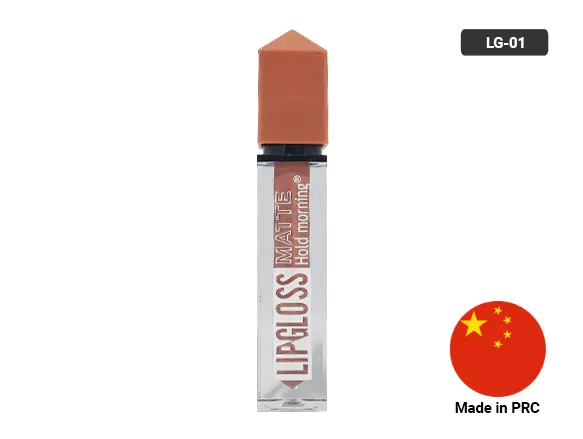 LG-01
LIPGLOSS
MATTE
Hold morning®
Made in PRC